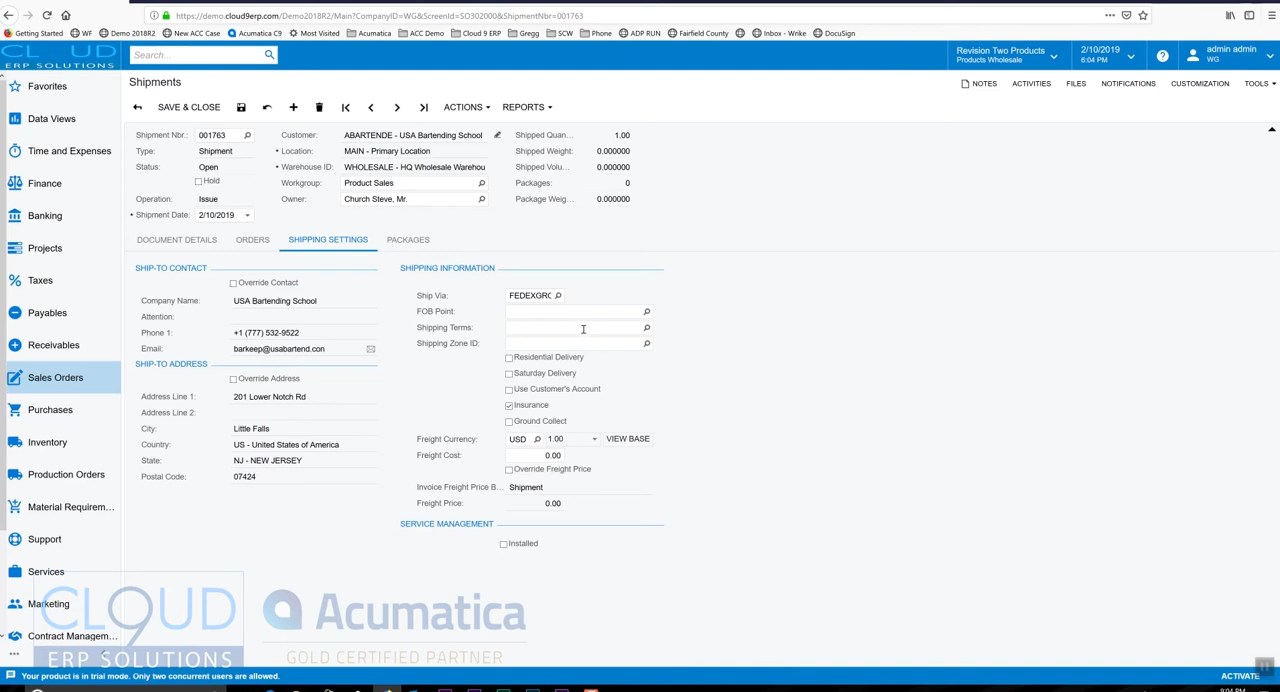 https://demo.cloud9erp.com/Demo2018R2/Main?CompanyID=WG&ScreenId=SO302000&ShipmentNbr=001763
Getting Started WF Demo 2018R2 New ACC Case Acumatica C9 Most Visited Acumatica ACC Demo Cloud 9 ERP Gregg SCW Phone ADP RUN Fairfield County Inbox - Wrike DocuSign
CLOUD
ERP SOLUTIONS
Search...
Revision Two Products
Products Wholesale
2/10/2019
6:04 PM
?
admin admin
WG
Favorites
Data Views
Time and Expenses
Finance
Banking
Projects
Taxes
Payables
Receivables
Sales Orders
Purchases
Inventory
Production Orders
Material Requirem...
Support
Services
Marketing
Contract Managem...
Shipments
NOTES ACTIVITIES FILES NOTIFICATIONS CUSTOMIZATION TOOLS
SAVE & CLOSE ACTIONS REPORTS
Shipment Nbr.: 001763
Type: Shipment
Status: Open
Hold
Operation: Issue
Shipment Date: 2/10/2019
Customer: ABARTENDE - USA Bartending School
Location: MAIN - Primary Location
Warehouse ID: WHOLESALE - HQ Wholesale Warehou
Workgroup: Product Sales
Owner: Church Steve, Mr.
Shipped Quan... 1.00
Shipped Weight: 0.000000
Shipped Volu... 0.000000
Packages: 0
Package Weig... 0.000000
DOCUMENT DETAILS ORDERS SHIPPING SETTINGS PACKAGES
SHIP-TO CONTACT
Override Contact
Company Name: USA Bartending School
Attention:
Phone 1: +1 (777) 532-9522
Email: barkeep@usabartend.con
SHIP-TO ADDRESS
Override Address
Address Line 1: 201 Lower Notch Rd
Address Line 2:
City: Little Falls
Country: US - United States of America
State: NJ - NEW JERSEY
Postal Code: 07424
SHIPPING INFORMATION
Ship Via: FEDEXGRC
FOB Point:
Shipping Terms:
Shipping Zone ID:
Residential Delivery
Saturday Delivery
Use Customer's Account
Insurance
Ground Collect
Freight Currency: USD 1.00 VIEW BASE
Freight Cost: 0.00
Override Freight Price
Invoice Freight Price B... Shipment
Freight Price: 0.00
SERVICE MANAGEMENT
Installed
CLOUD
ERP SOLUTIONS
Acumatica
GOLD CERTIFIED PARTNER
Your product is in trial mode. Only two concurrent users are allowed.
ACTIVATE
9:04 PM